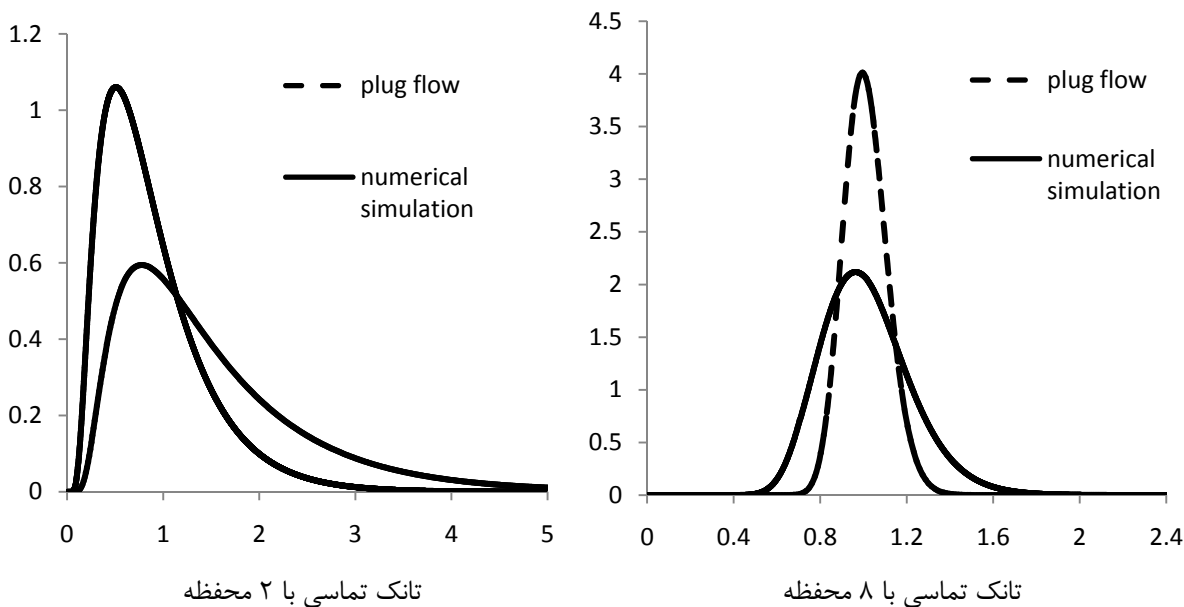 1.2
1
0.8
0.6
0.4
0.2
0
0 1 2 3 4 5
plug flow
numerical
simulation
تانک تماسی با ۲ محفظه
4.5
4
3.5
3
2.5
2
1.5
1
0.5
0
0 0.4 0.8 1.2 1.6 2 2.4
plug flow
numerical
simulation
تانک تماسی با ۸ محفظه